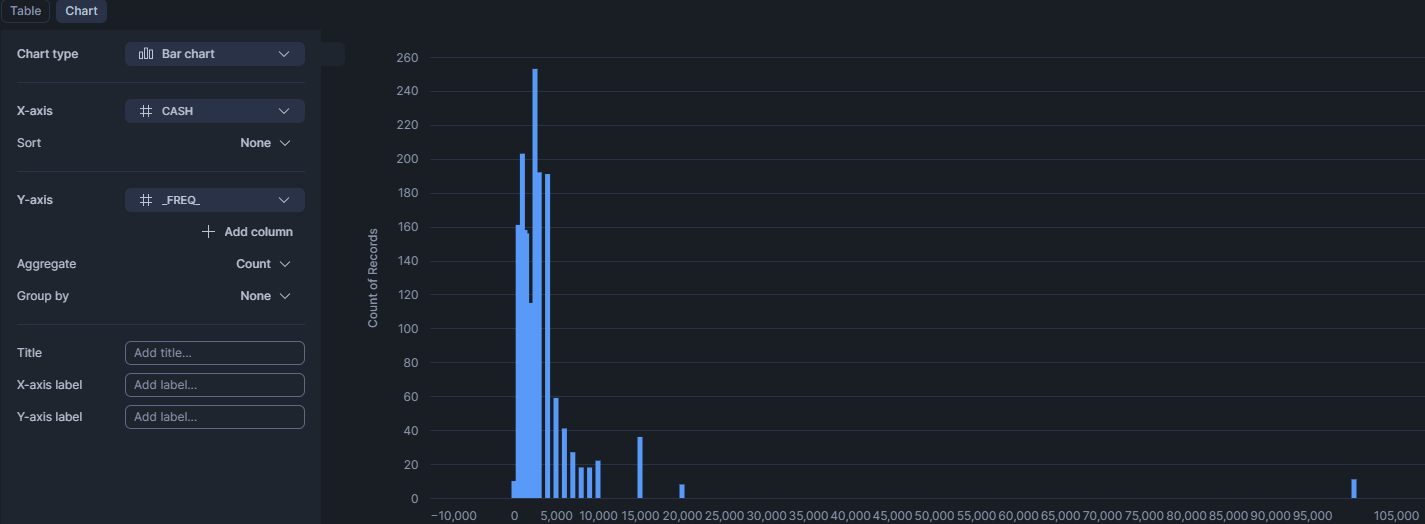 Table Chart
Chart type Bar chart
X-axis CASH
Sort None
Y-axis _FREQ_
Add column
Aggregate Count
Group by None
Title Add title...
X-axis label Add label...
Y-axis label Add label...
Count of Records
260
240
220
200
180
160
140
120
100
80
60
40
20
0
−10,000 0 5,000 10,000 15,000 20,000 25,000 30,000 35,000 40,000 45,000 50,000 55,000 60,000 65,000 70,000 75,000 80,000 85,000 90,000 95,000 105,000